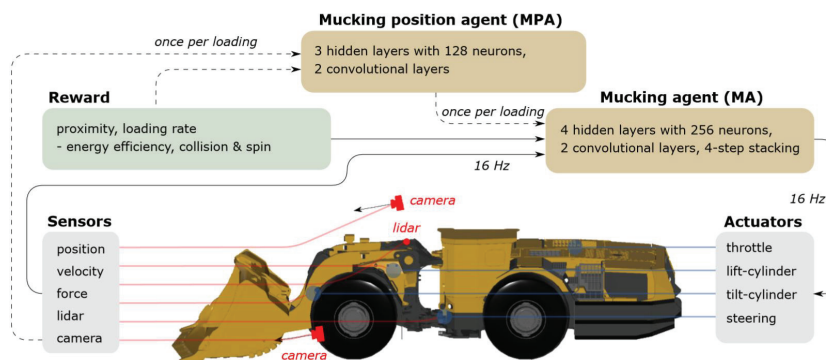 Mucking position agent (MPA)
once per loading
3 hidden layers with 128 neurons,
2 convolutional layers
Reward
once per loading
Mucking agent (MA)
proximity, loading rate
- energy efficiency, collision & spin
4 hidden layers with 256 neurons,
2 convolutional layers, 4-step stacking
16 Hz
16 Hz
Sensors
camera
lidar
Actuators
position
velocity
force
lidar
camera
throttle
lift-cylinder
tilt-cylinder
steering
camera